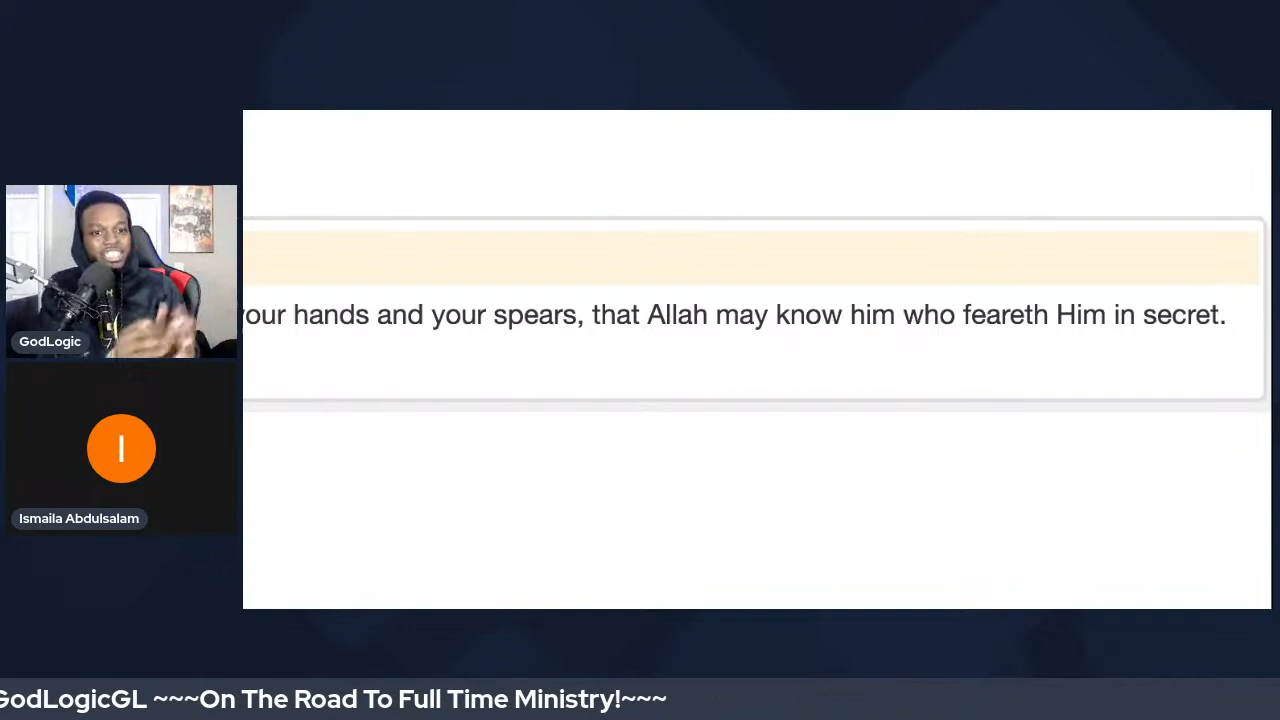 your hands and your spears, that Allah may know him who feareth Him in secret.
GodLogic
I
Ismaila Abdulsalam
GodLogicGL ~~~On The Road To Full Time Ministry!~~~